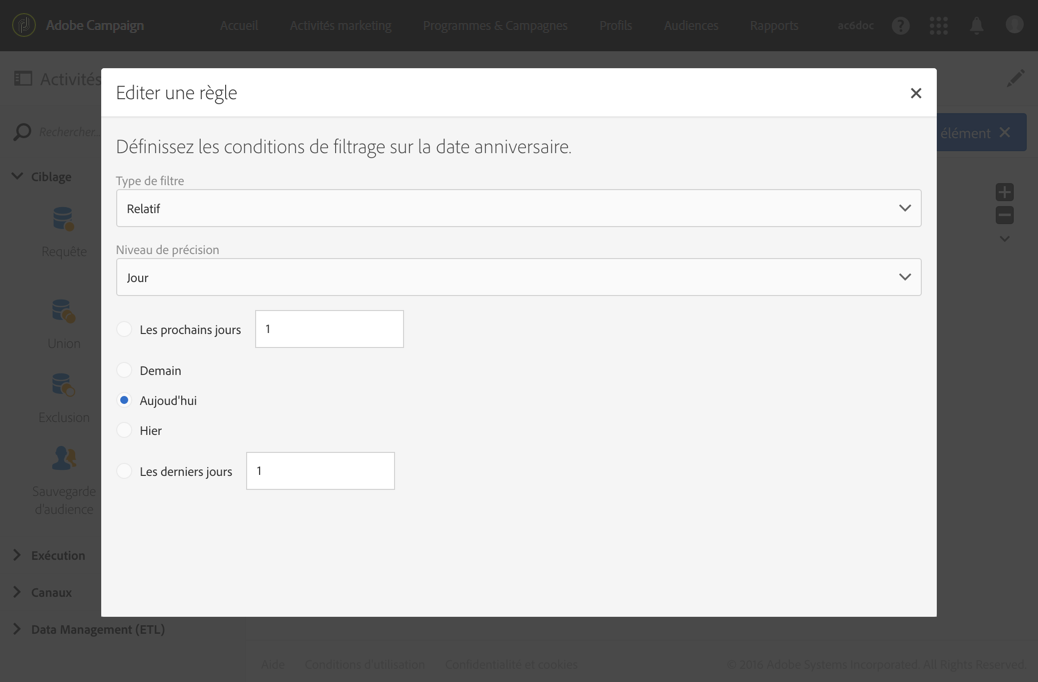 Adobe Campaign
Accueil
Activités marketing
Programmes & Campagnes
Profils
Audiences
Rapports
acödoc
Activités
Editer une règle
Rechercher...
élément
Définissez les conditions de filtrage sur la date anniversaire.
Type de filtre
Relatif
Niveau de précision
Jour
Les prochains jours
1
Demain
Aujoud'hui
Hier
Les derniers jours
1
Ciblage
Requête
Union
Exclusion
Sauvegarde
d'audience
Exécution
Canaux
Data Management (ETL)
Aide
Conditions d'utilisation
Confidentialité et cookies
© 2016 Adobe Systems Incorporated. All Rights Reserved